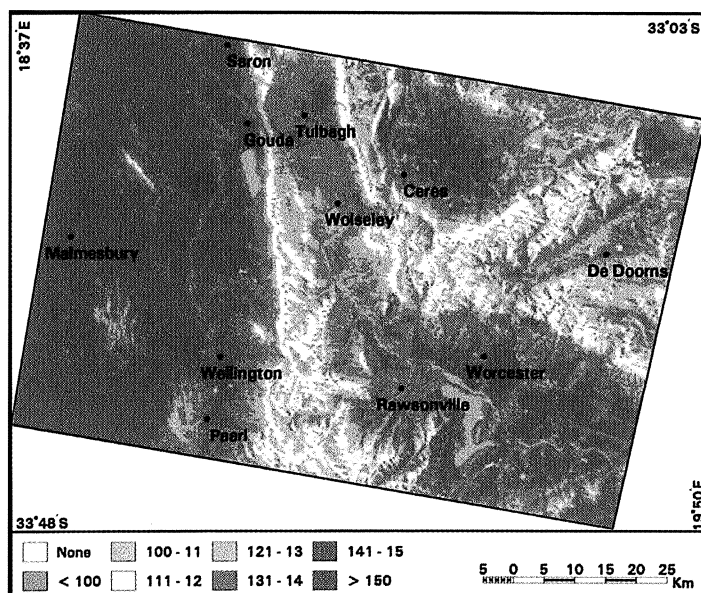 18°37'E
33°03'S
Saron
Gouda
Tulbagh
Ceres
Wolseley
Malmesbury
De Doorns
Wellington
Worcester
Rawsonville
Paarl
33°48'S
19°50'E
None
100 - 11
121 - 13
141 - 15
< 100
111 - 12
131 - 14
> 150
5 0 5 10 15 20 25
Km